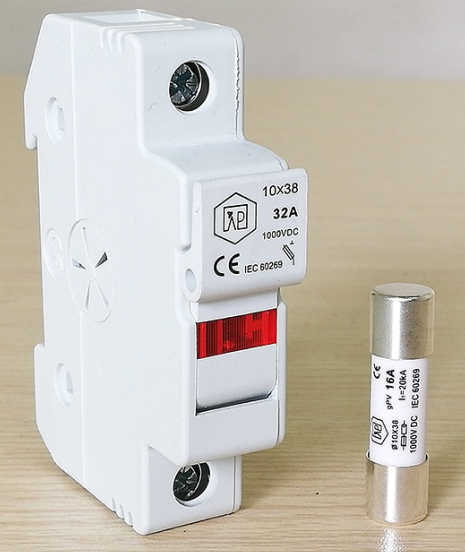 10x38
32A
1000VDC
CE IEC 60269
CE
gPV 16A I₁=20kA
ø10X38 1000V DC IEC 60269